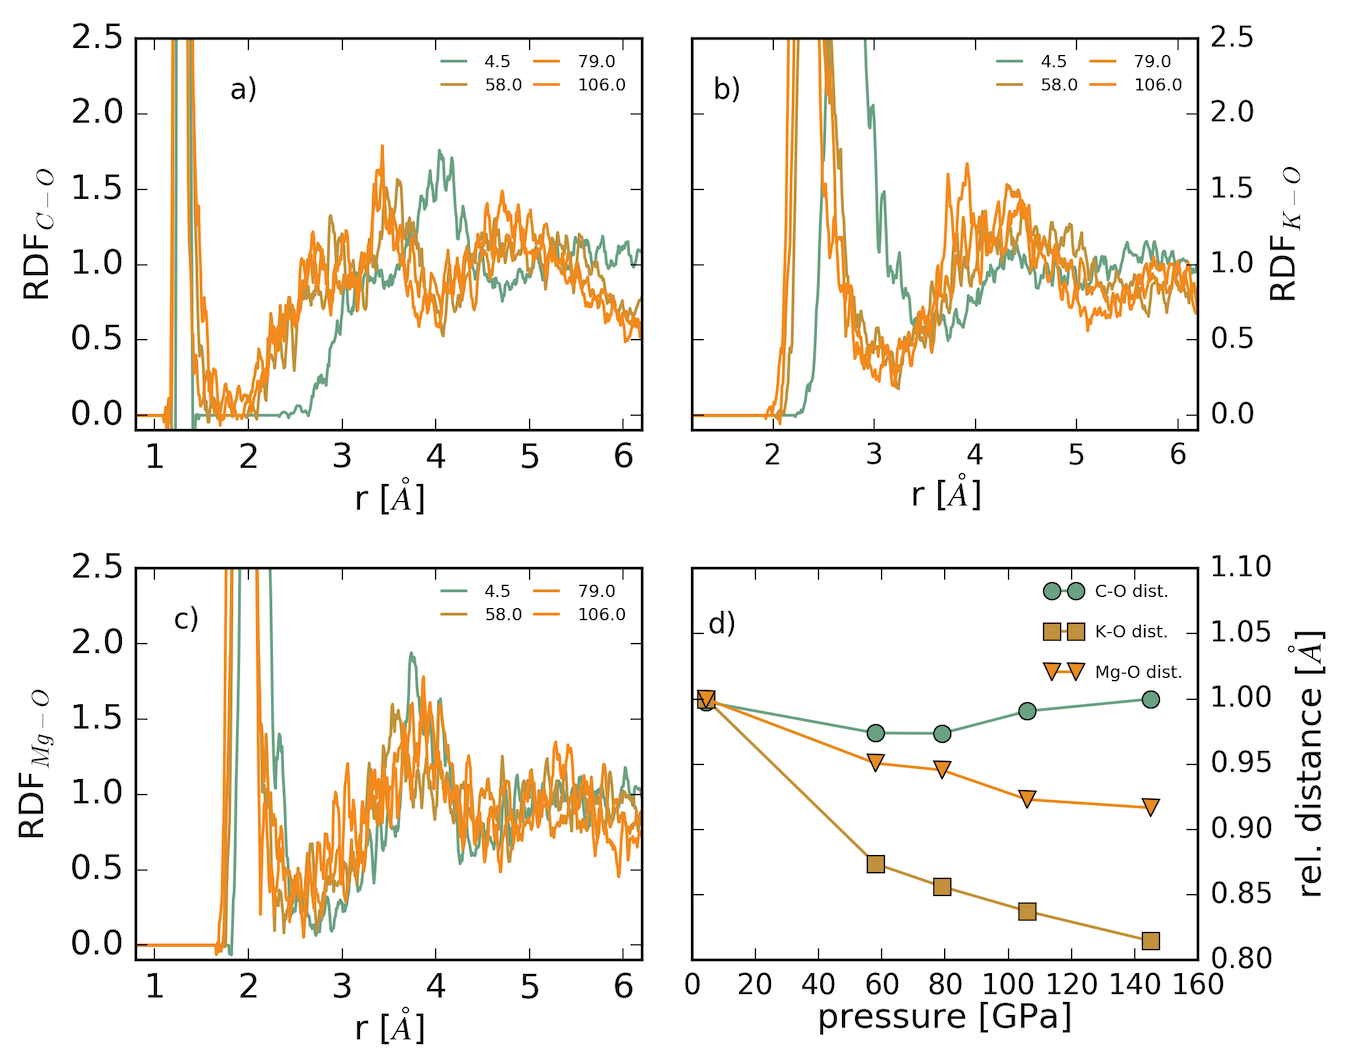 2.5
2.0
1.5
1.0
0.5
0.0
RDF_{C−O}
a)
4.5
58.0
79.0
106.0
1 2 3 4 5 6
r [Å]
b)
4.5
58.0
79.0
106.0
2.5
2.0
1.5
1.0
0.5
0.0
RDF_{K−O}
2 3 4 5 6
r [Å]
2.5
2.0
1.5
1.0
0.5
0.0
RDF_{Mg−O}
c)
4.5
58.0
79.0
106.0
1 2 3 4 5 6
r [Å]
d)
C-O dist.
K-O dist.
Mg-O dist.
1.10
1.05
1.00
0.95
0.90
0.85
0.80
rel. distance [Å]
0 20 40 60 80 100 120 140 160
pressure [GPa]